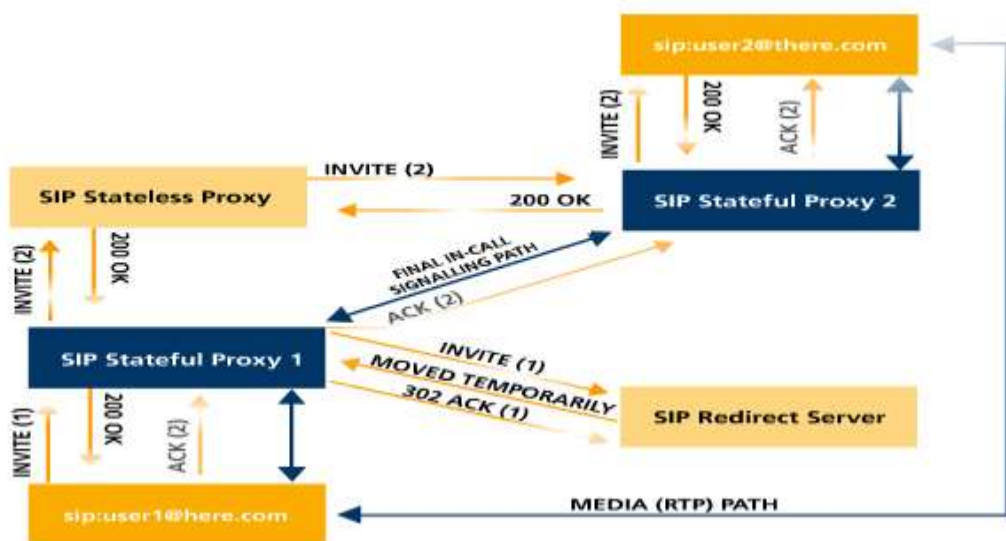 sip:user2@there.com
INVITE (2)
200 OK
ACK (2)
SIP Stateless Proxy
INVITE (2)
200 OK
SIP Stateful Proxy 2
INVITE (2)
200 OK
FINAL IN-CALL
SIGNALLING PATH
ACK (2)
SIP Stateful Proxy 1
INVITE (1)
MOVED TEMPORARILY
302 ACK (1)
SIP Redirect Server
INVITE (1)
200 OK
ACK (2)
sip:user1@here.com
MEDIA (RTP) PATH